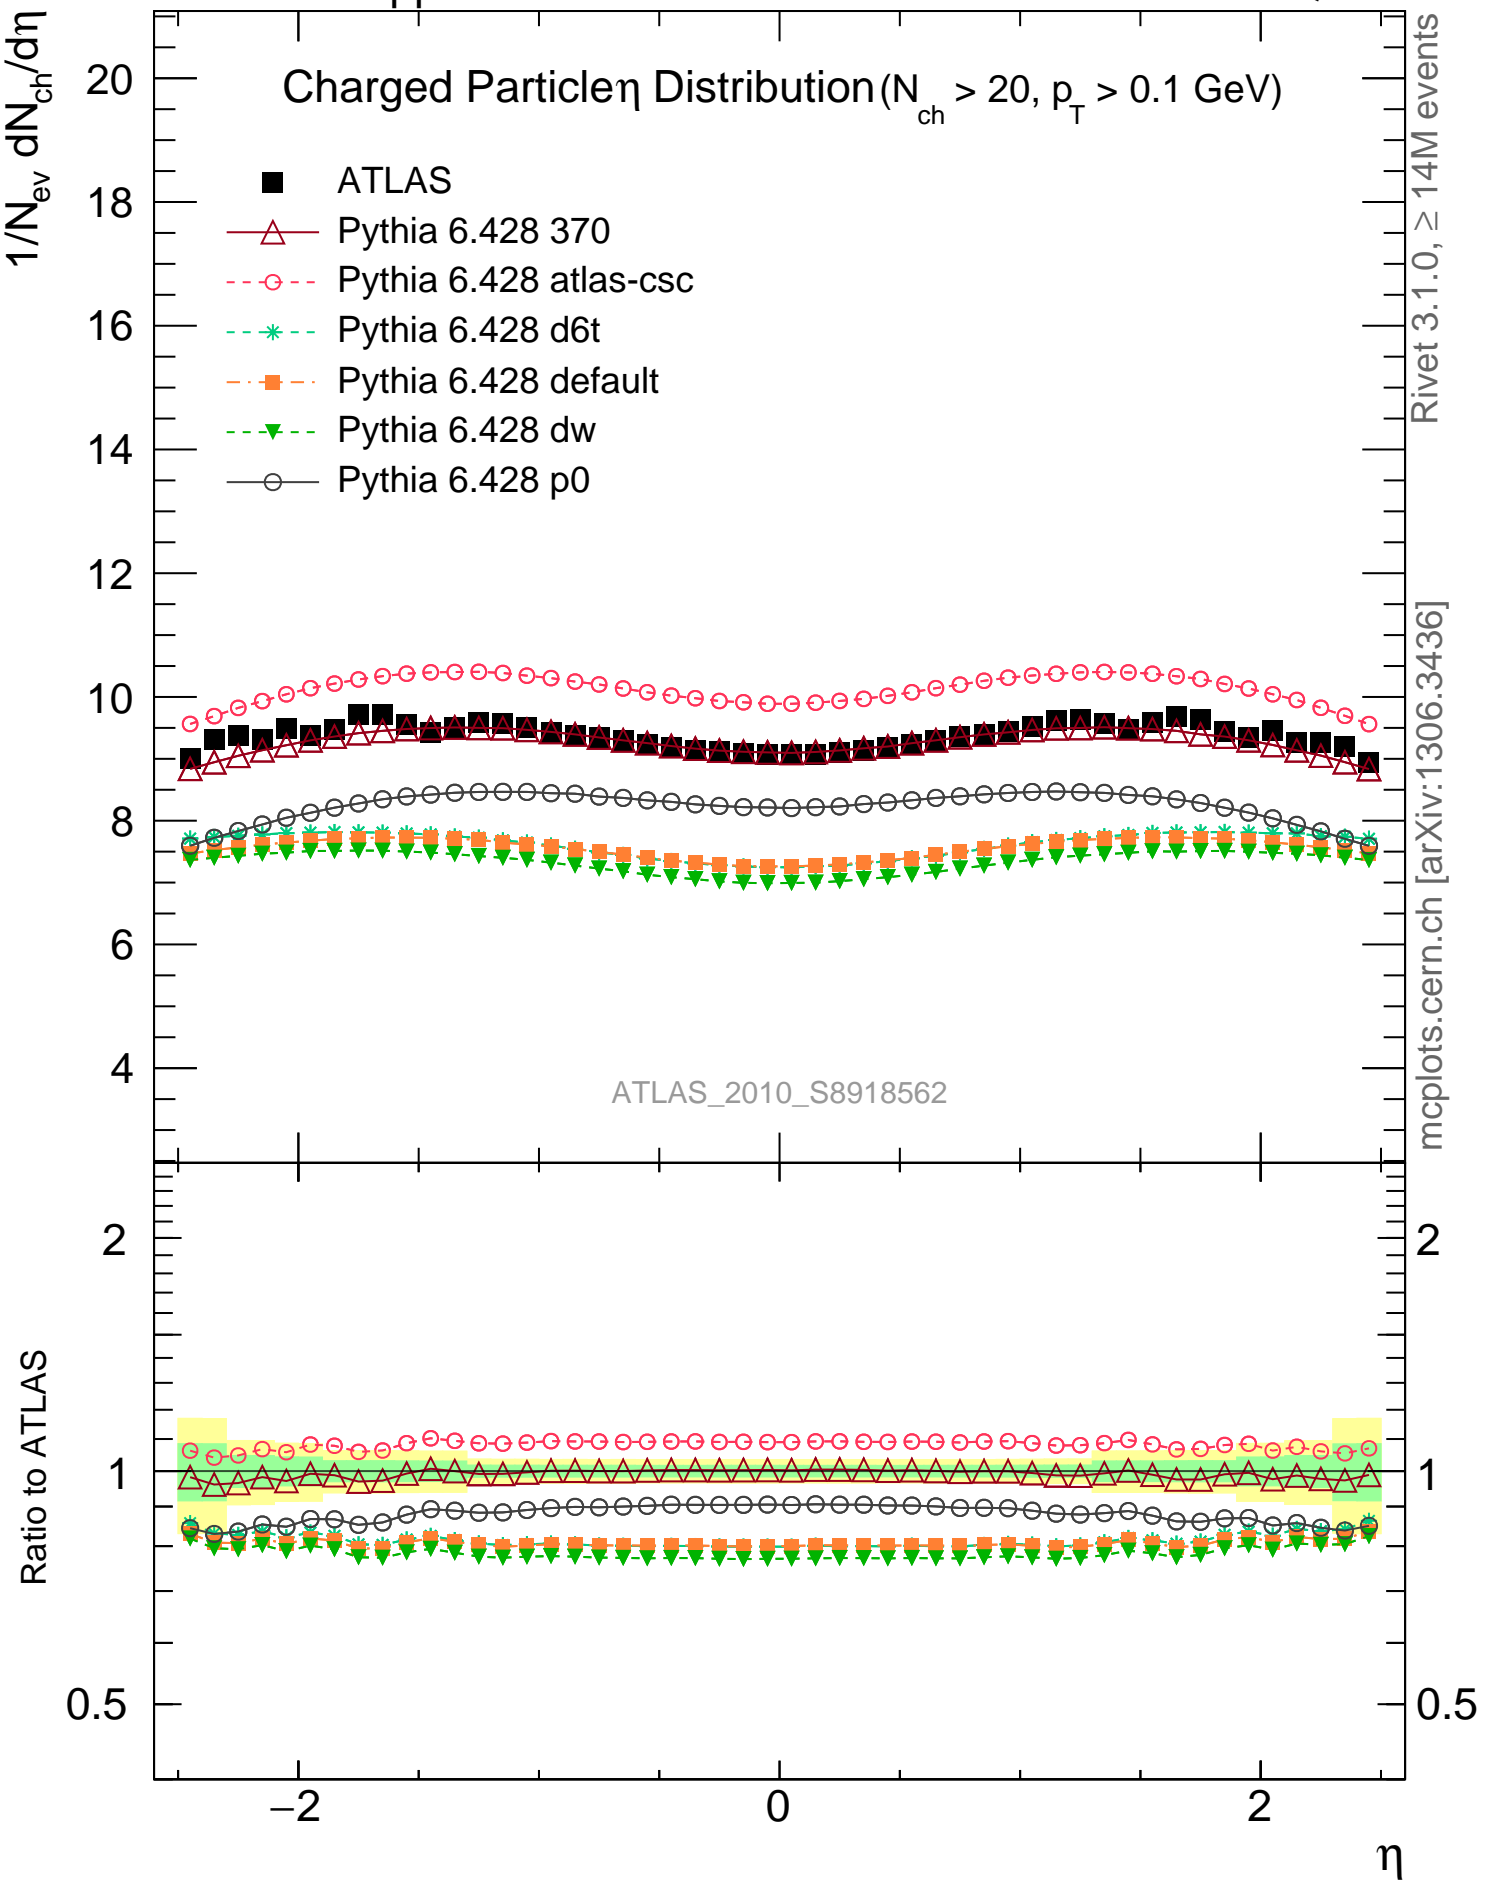 1/N_ev dN_ch/dη
Charged Particleη Distribution (N_ch > 20, p_T > 0.1 GeV)
ATLAS
Pythia 6.428 370
Pythia 6.428 atlas-csc
Pythia 6.428 d6t
Pythia 6.428 default
Pythia 6.428 dw
Pythia 6.428 p0
20
18
16
14
12
10
8
6
4
ATLAS_2010_S8918562
Rivet 3.1.0, ≥ 14M events
mcplots.cern.ch [arXiv:1306.3436]
Ratio to ATLAS
2
1
0.5
2
1
0.5
−2 0 2
η